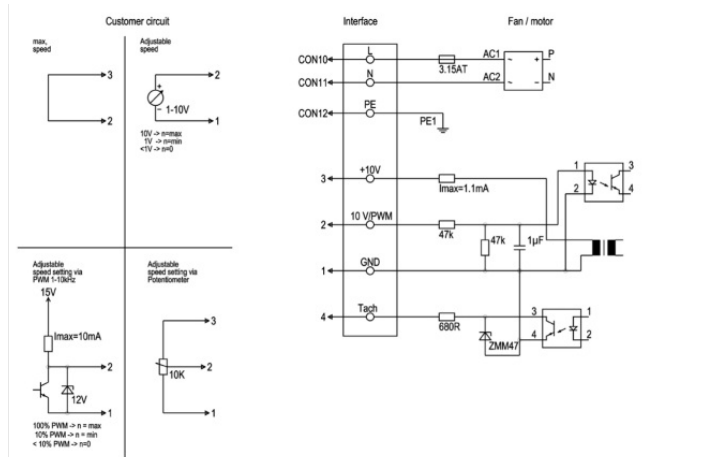 Customer circuit
Interface
Fan / motor
max,
speed
3
2
Adjustable
speed
2
+
− 1-10V
1
10V -> n=max
1V -> n=min
<1V -> n=0
CON10
L
3.15AT
AC1
~
+
P
CON11
N
AC2
~
−
N
CON12
PE
PE1
3
+10V
Imax=1.1mA
1
2
3
4
2
10 V/PWM
47k
47k
1µF
1
GND
4
Tach
680R
ZMM47
3
4
1
2
Adjustable
speed setting via
PWM 1-10kHz
15V
Imax=10mA
2
12V
1
100% PWM -> n = max
10% PWM -> n = min
< 10% PWM -> n=0
Adjustable
speed setting via
Potentiometer
3
2
10K
1